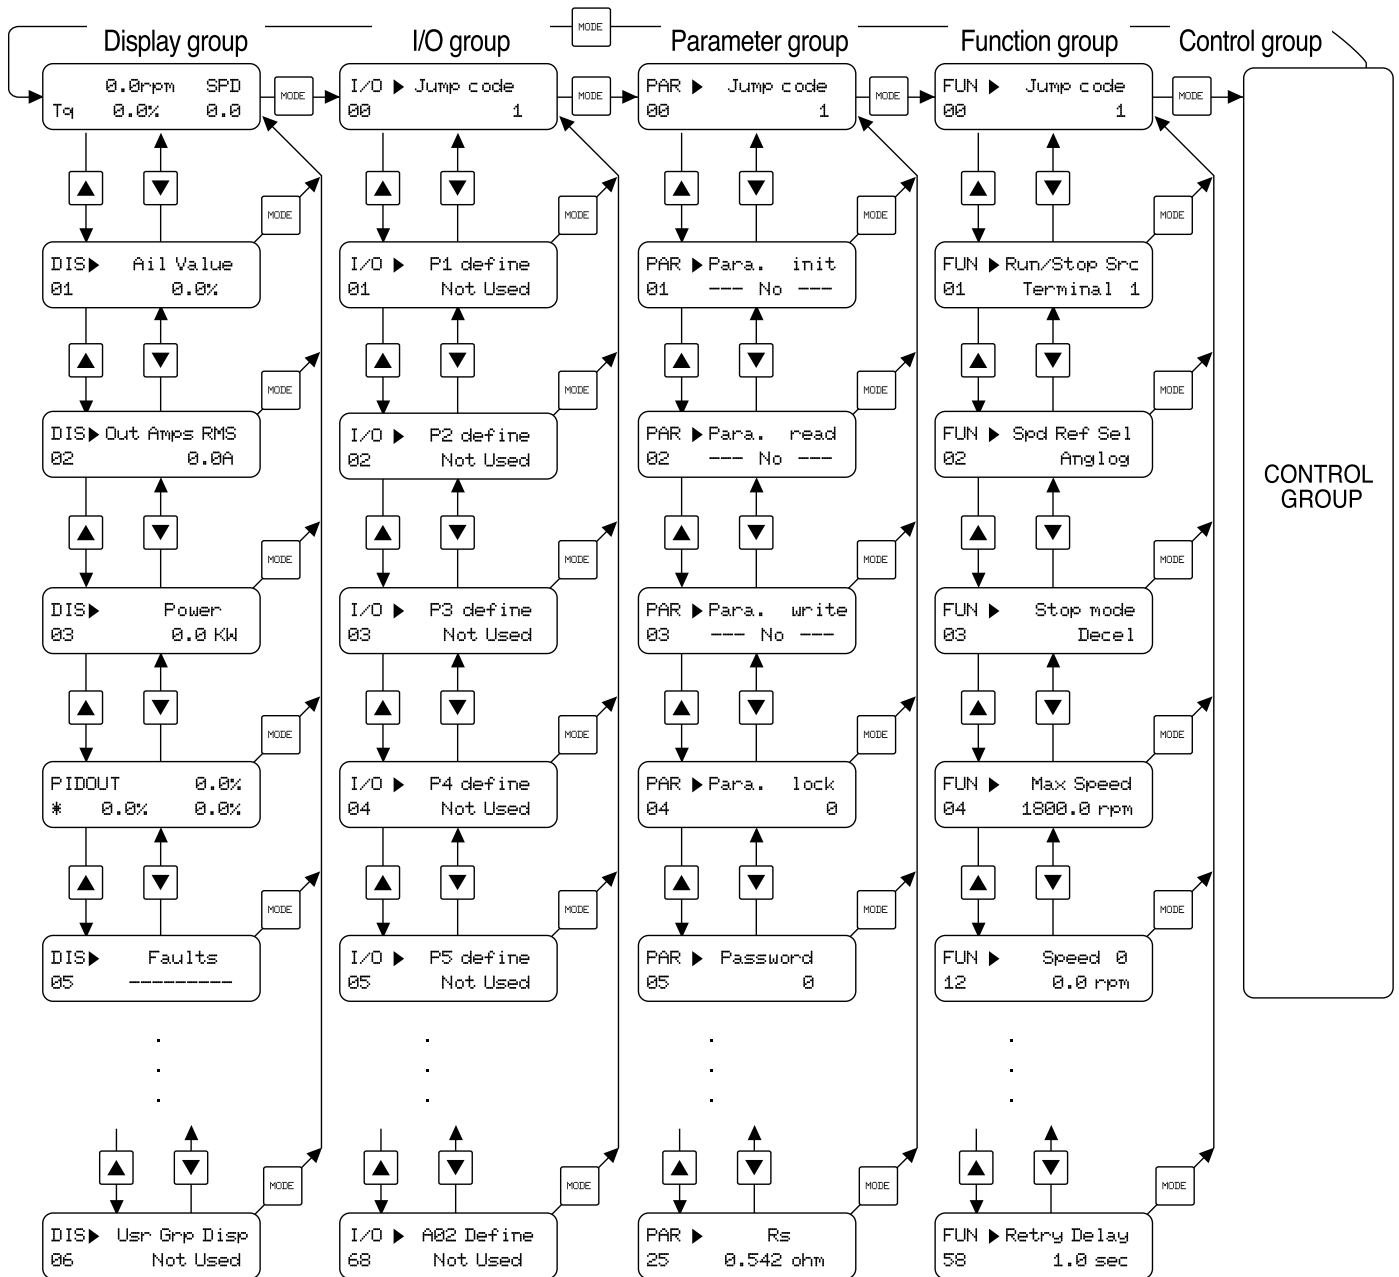 MODE
Display group I/O group Parameter group Function group Control group
0.0rpm SPD
Tq 0.0% 0.0
MODE
I/O ▶ Jump code
00 1
MODE
PAR ▶ Jump code
00 1
MODE
FUN ▶ Jump code
00 1
MODE
MODE
MODE
MODE
MODE
DIS▶ Ail Value
01 0.0%
I/O ▶ P1 define
01 Not Used
PAR ▶ Para. init
01 --- No ---
FUN ▶ Run/Stop Src
01 Terminal 1
MODE
MODE
MODE
MODE
DIS▶ Out Amps RMS
02 0.0A
I/O ▶ P2 define
02 Not Used
PAR ▶ Para. read
02 --- No ---
FUN ▶ Spd Ref Sel
02 Anglog
CONTROL
GROUP
MODE
MODE
MODE
MODE
DIS▶ Power
03 0.0 KW
I/O ▶ P3 define
03 Not Used
PAR ▶ Para. write
03 --- No ---
FUN ▶ Stop mode
03 Decel
MODE
MODE
MODE
MODE
PIDOUT 0.0%
* 0.0% 0.0%
I/O ▶ P4 define
04 Not Used
PAR ▶ Para. lock
04 0
FUN ▶ Max Speed
04 1800.0 rpm
MODE
MODE
MODE
MODE
DIS▶ Faults
05 ---------
I/O ▶ P5 define
05 Not Used
PAR ▶ Password
05 0
FUN ▶ Speed 0
12 0.0 rpm
MODE
MODE
MODE
MODE
DIS▶ Usr Grp Disp
06 Not Used
I/O ▶ A02 Define
68 Not Used
PAR ▶ Rs
25 0.542 ohm
FUN ▶ Retry Delay
58 1.0 sec